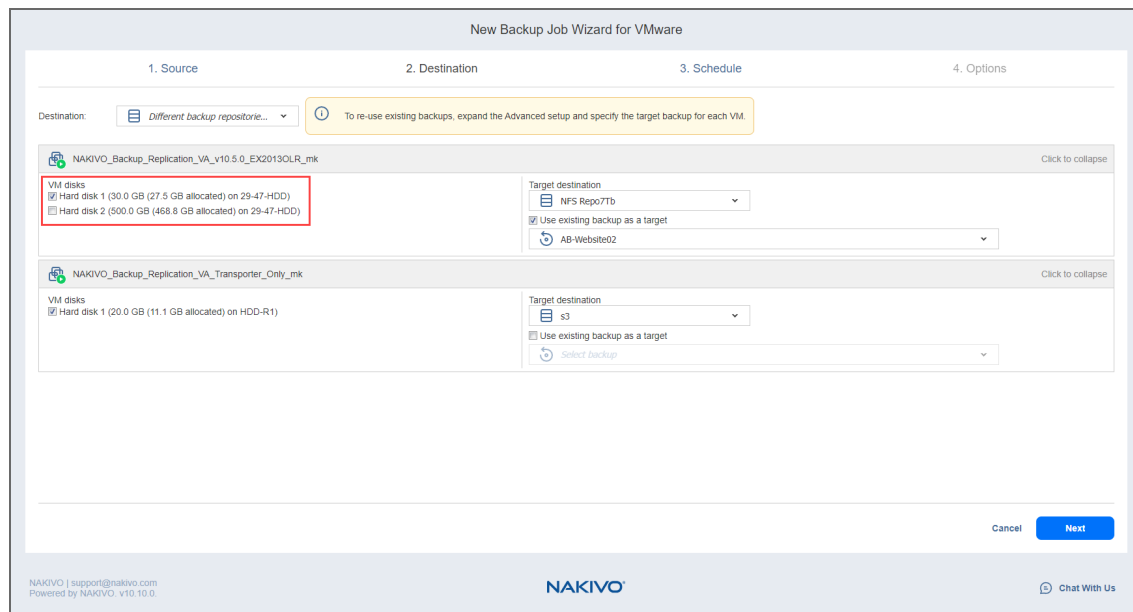 New Backup Job Wizard for VMware
1. Source 2. Destination 3. Schedule 4. Options
Destination: Different backup repositorie... To re-use existing backups, expand the Advanced setup and specify the target backup for each VM.
NAKIVO_Backup_Replication_VA_v10.5.0_EX2013OLR_mk Click to collapse
VM disks Target destination
Hard disk 1 (30.0 GB (27.5 GB allocated) on 29-47-HDD) NFS Repo7Tb
Hard disk 2 (500.0 GB (468.8 GB allocated) on 29-47-HDD) Use existing backup as a target
AB-Website02
NAKIVO_Backup_Replication_VA_Transporter_Only_mk Click to collapse
VM disks Target destination
Hard disk 1 (20.0 GB (11.1 GB allocated) on HDD-R1) s3
Use existing backup as a target
Select backup
Cancel Next
NAKIVO | support@nakivo.com
Powered by NAKIVO. v10.10.0.
NAKIVO
Chat With Us